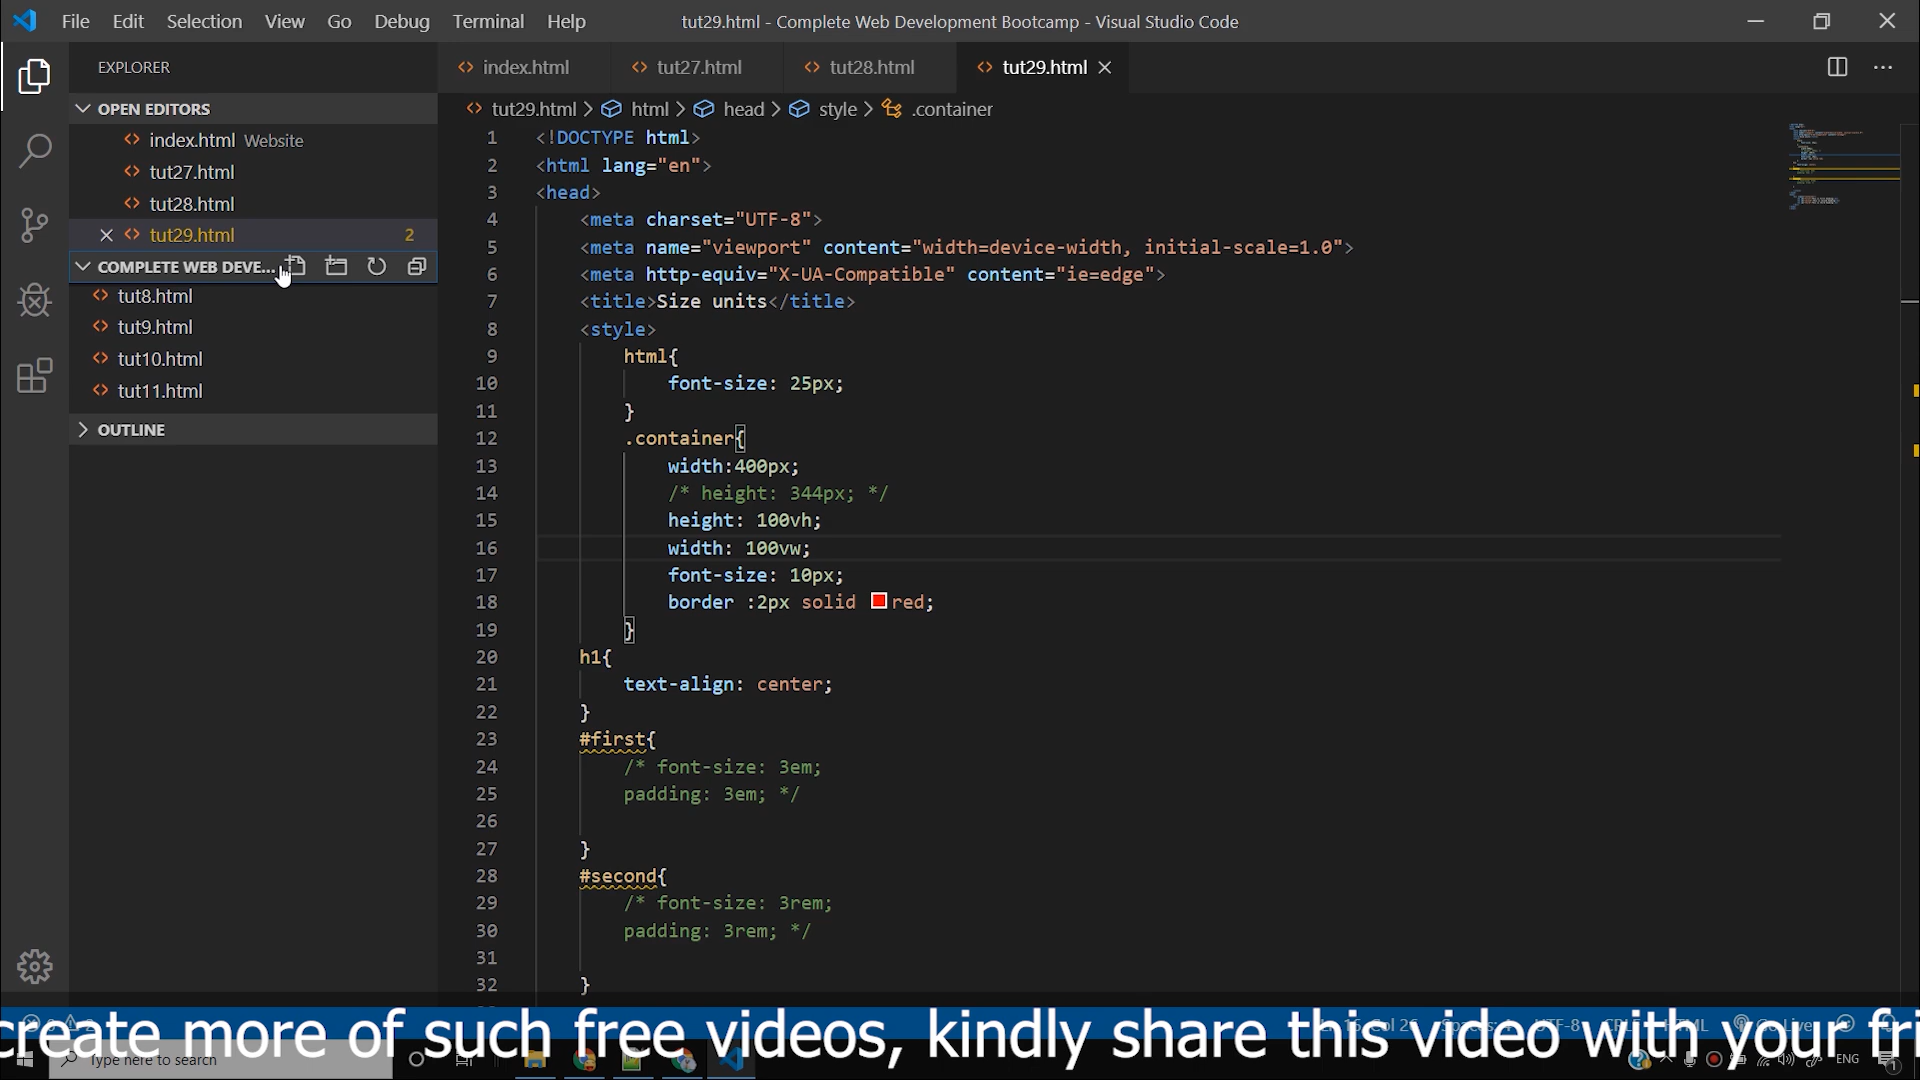 File Edit Selection View Go Debug Terminal Help
tut29.html - Complete Web Development Bootcamp - Visual Studio Code
EXPLORER
OPEN EDITORS
index.html Website
tut27.html
tut28.html
tut29.html 2
COMPLETE WEB DEVE...
tut8.html
tut9.html
tut10.html
tut11.html
OUTLINE
index.html tut27.html tut28.html tut29.html
tut29.html > html > head > style > .container
1 <!DOCTYPE html>
2 <html lang="en">
3 <head>
4 <meta charset="UTF-8">
5 <meta name="viewport" content="width=device-width, initial-scale=1.0">
6 <meta http-equiv="X-UA-Compatible" content="ie=edge">
7 <title>Size units</title>
8 <style>
9 html{
10 font-size: 25px;
11 }
12 .container{
13 width:400px;
14 /* height: 344px; */
15 height: 100vh;
16 width: 100vw;
17 font-size: 10px;
18 border :2px solid red;
19 }
20 h1{
21 text-align: center;
22 }
23 #first{
24 /* font-size: 3em;
25 padding: 3em; */
26
27 }
28 #second{
29 /* font-size: 3rem;
30 padding: 3rem; */
31
32 }
create more of such free videos, kindly share this video with your fri
Type here to search
ENG